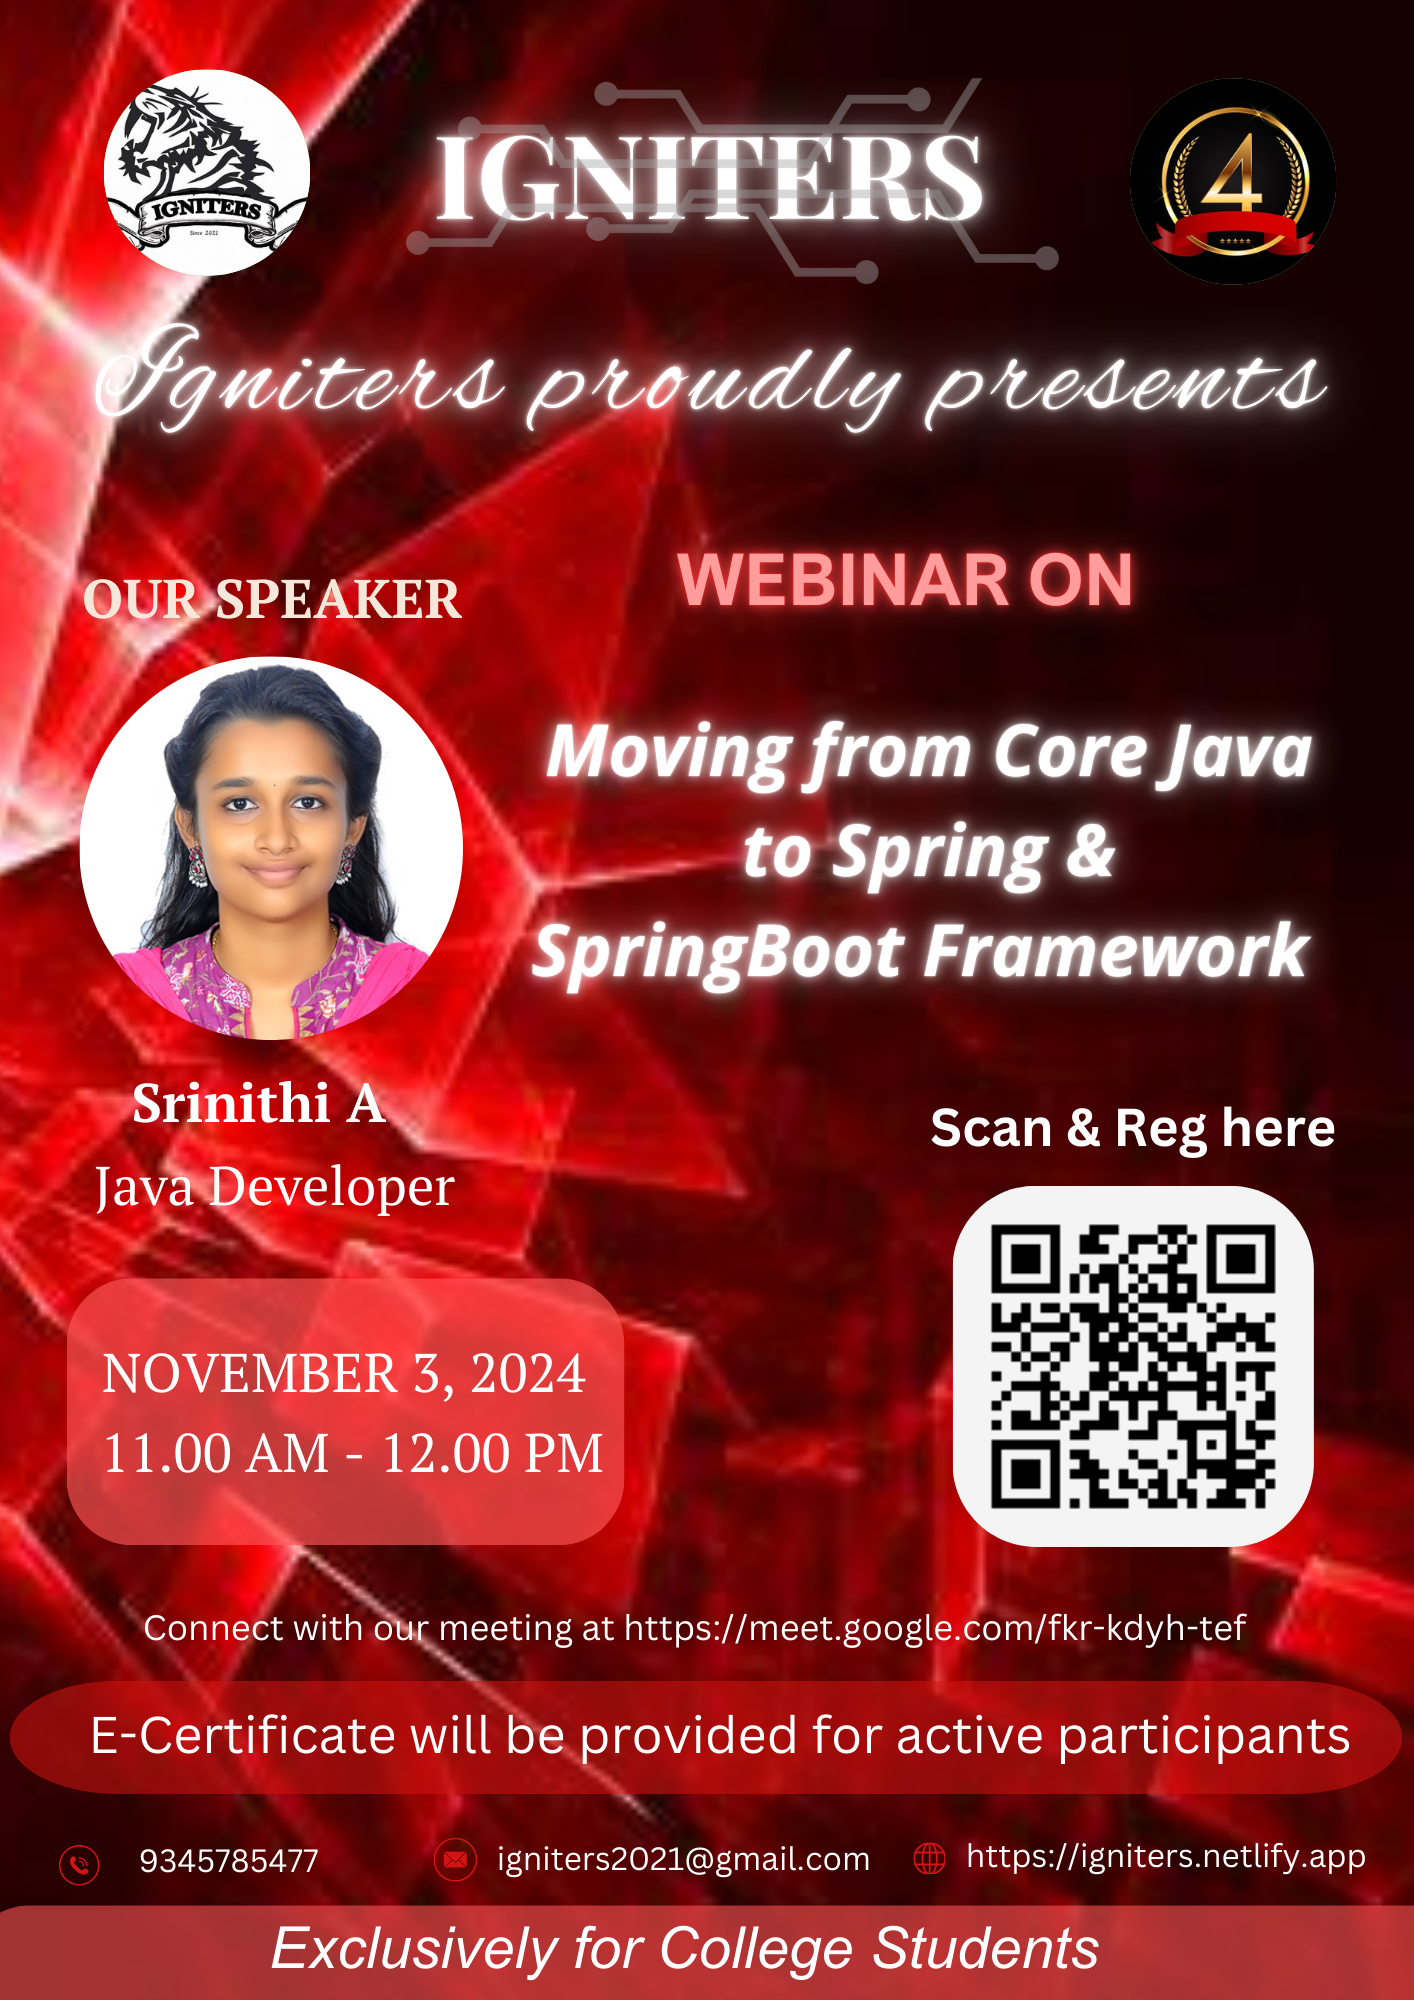 IGNITERS
Since 2021
IGNITERS
4
Igniters proudly presents
OUR SPEAKER
WEBINAR ON
Moving from Core Java
to Spring &
SpringBoot Framework
Srinithi A
Java Developer
Scan & Reg here
NOVEMBER 3, 2024
11.00 AM - 12.00 PM
Connect with our meeting at https://meet.google.com/fkr-kdyh-tef
E-Certificate will be provided for active participants
9345785477
igniters2021@gmail.com
https://igniters.netlify.app
Exclusively for College Students